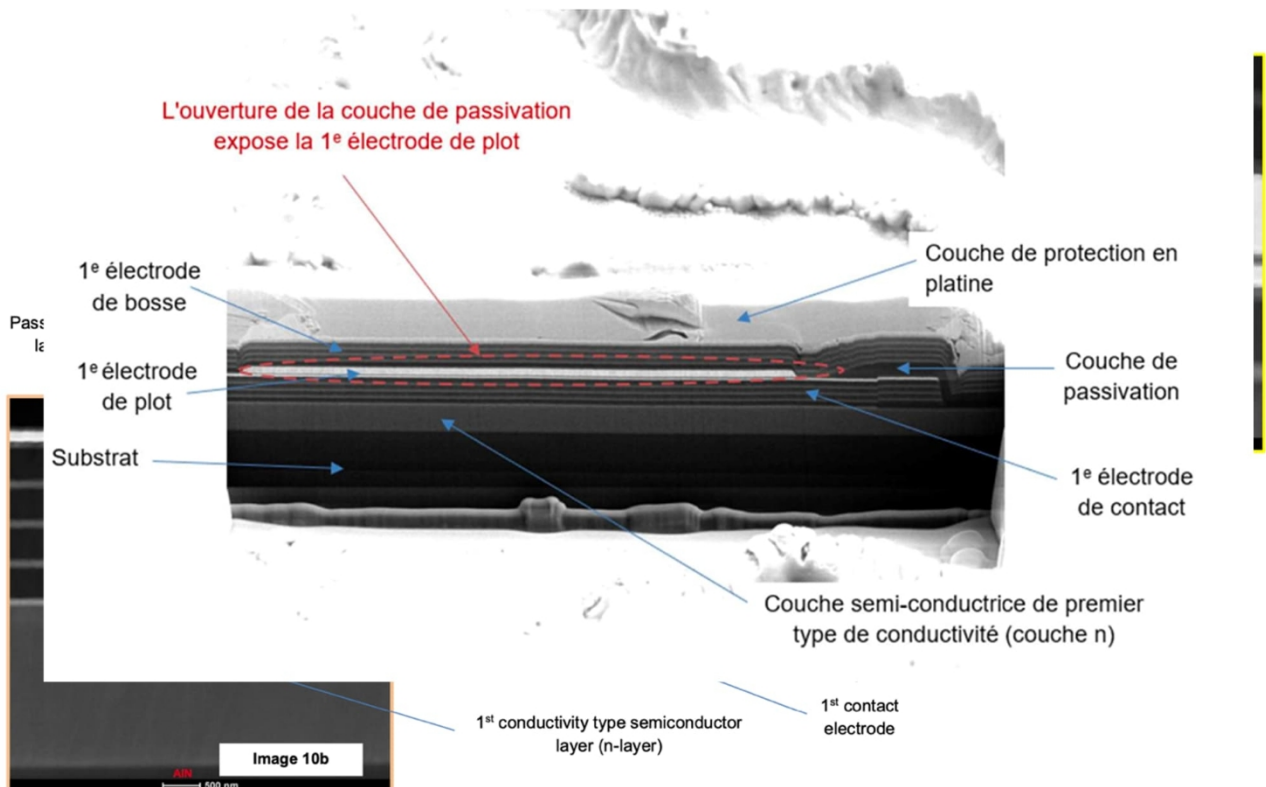 L'ouverture de la couche de passivation
expose la 1e électrode de plot
1e électrode
de bosse
Couche de protection en
platine
Pass
la
1e électrode
de plot
Couche de
passivation
Substrat
1e électrode
de contact
Couche semi-conductrice de premier
type de conductivité (couche n)
1st contact
electrode
1st conductivity type semiconductor
layer (n-layer)
Image 10b
AlN
500 nm